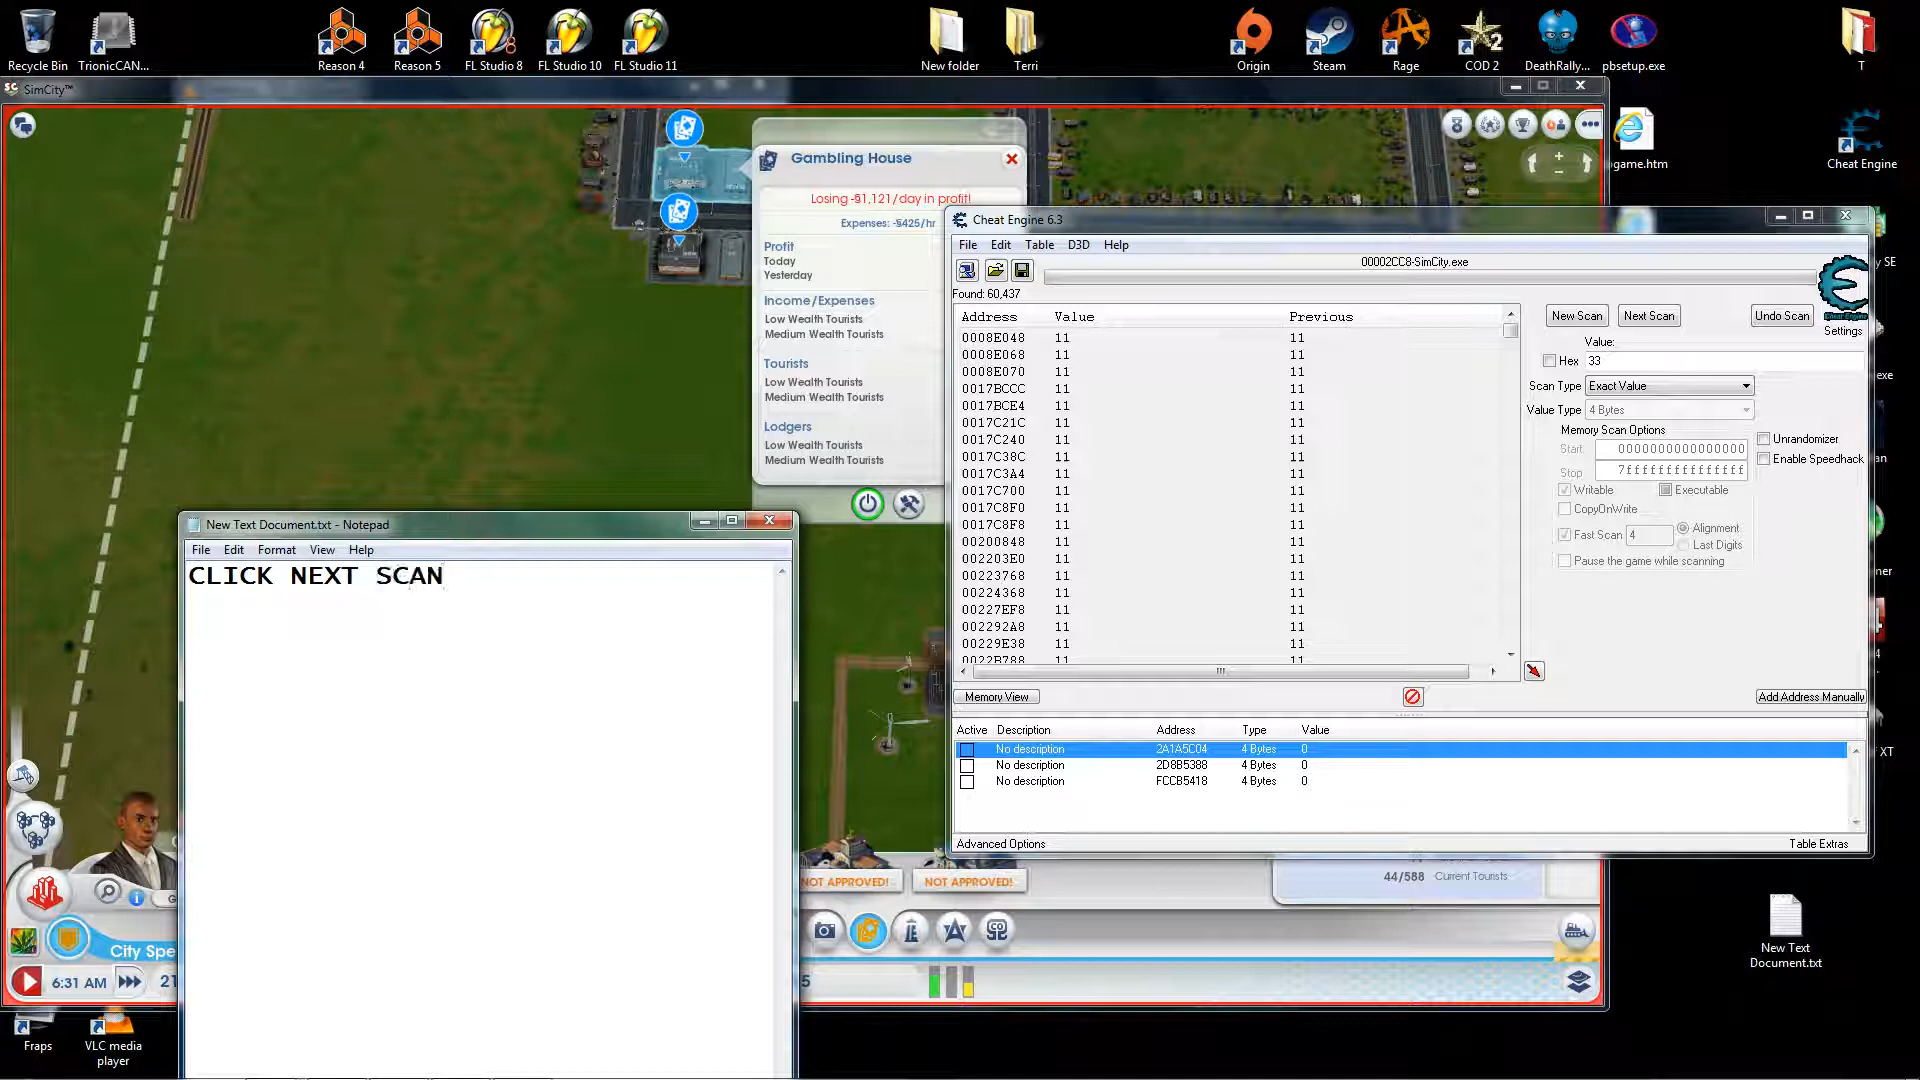 Recycle Bin
TrionicCAN...
Reason 4
Reason 5
FL Studio 8
FL Studio 10
FL Studio 11
New folder
Terri
Origin
Steam
Rage
COD 2
DeathRally...
pbsetup.exe
T
SimCity™
Gambling House
Losing -§1,121/day in profit!
Expenses: -§425/hr
Profit
Today
Yesterday
Income/Expenses
Low Wealth Tourists
Medium Wealth Tourists
Tourists
Low Wealth Tourists
Medium Wealth Tourists
Lodgers
Low Wealth Tourists
Medium Wealth Tourists
game.htm
Cheat Engine
Cheat Engine 6.3
File Edit Table D3D Help
00002CC8-SimCity.exe
Found: 60,437
Address Value Previous
0008E048 11 11
0008E068 11 11
0008E070 11 11
0017BCCC 11 11
0017BCE4 11 11
0017C21C 11 11
0017C240 11 11
0017C38C 11 11
0017C3A4 11 11
0017C700 11 11
0017C8F0 11 11
0017C8F8 11 11
00200848 11 11
002203E0 11 11
00223768 11 11
00224368 11 11
00227EF8 11 11
002292A8 11 11
00229E38 11 11
0022B788 11 11
New Scan Next Scan Undo Scan
Settings
Value:
Hex 33
Scan Type Exact Value
Value Type 4 Bytes
Memory Scan Options
Start 0000000000000000
Stop 7fffffffffffffff
Writable Executable
CopyOnWrite
Fast Scan 4 Alignment
Last Digits
Pause the game while scanning
Unrandomizer
Enable Speedhack
Memory View
Add Address Manually
Active Description Address Type Value
No description 2A1A5C04 4 Bytes 0
No description 2D8B5388 4 Bytes 0
No description FCCB5418 4 Bytes 0
Advanced Options
Table Extras
New Text Document.txt - Notepad
File Edit Format View Help
CLICK NEXT SCAN
NOT APPROVED!
NOT APPROVED!
44/588 Current Tourists
City Spe
6:31 AM
21
5
Fraps
VLC media
player
New Text
Document.txt
y SE
exe
XT